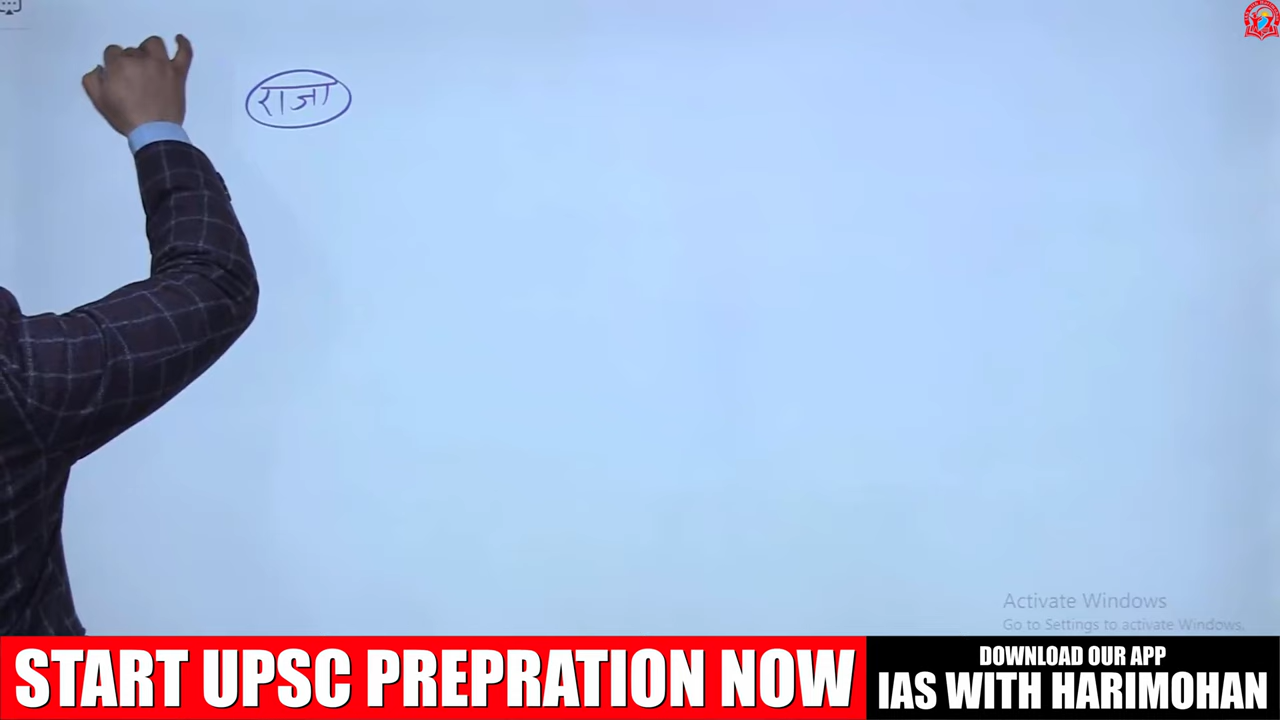 राजा
Activate Windows
Go to Settings to activate Windows.
START UPSC PREPRATION NOW
DOWNLOAD OUR APP
IAS WITH HARIMOHAN